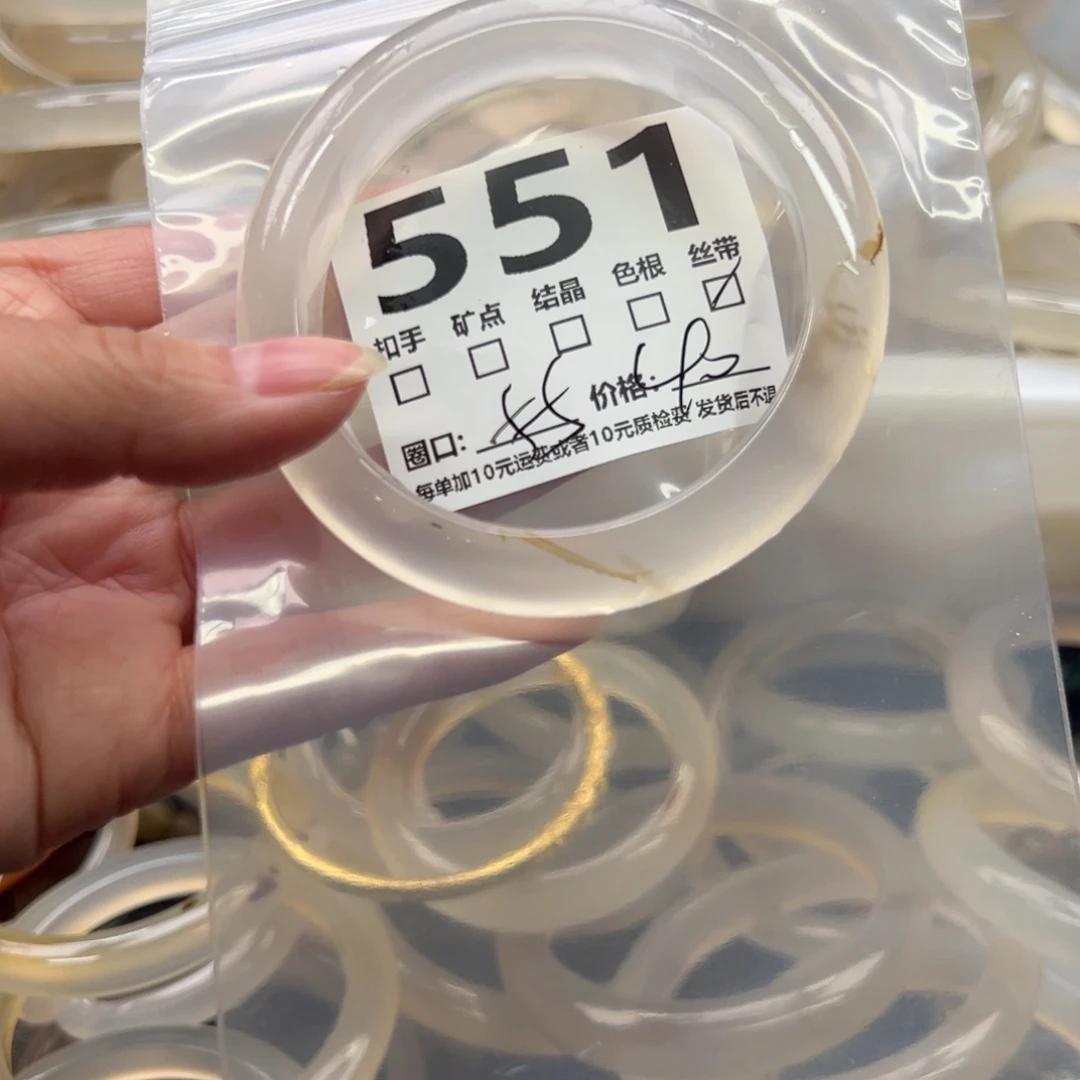 551
扣手 矿点 结晶 色根 丝带
圈口: 价格:
每单加10元运费或者10元质检费 发货后不退